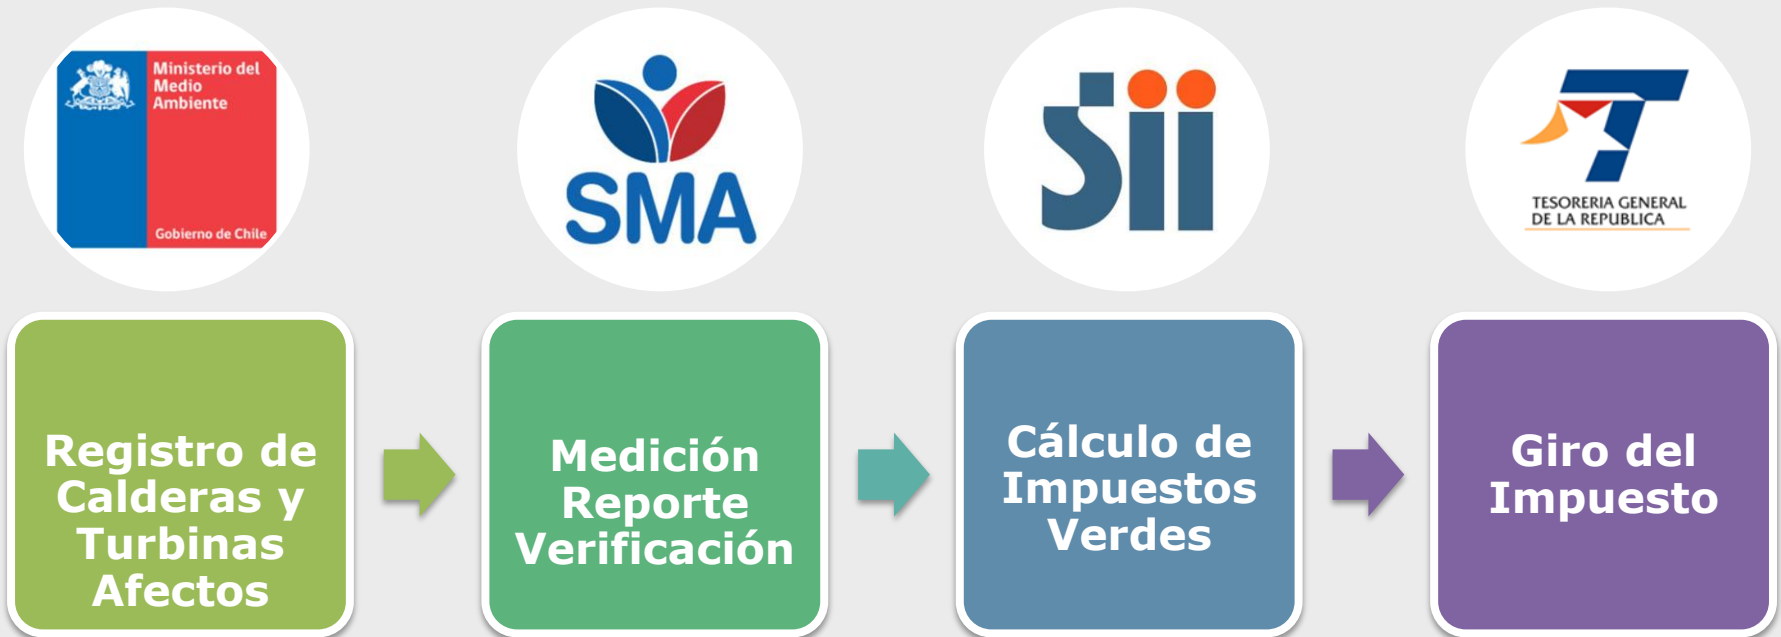 Ministerio del
Medio
Ambiente
Gobierno de Chile
SMA
Sii
TESORERIA GENERAL
DE LA REPUBLICA
Registro de
Calderas y
Turbinas
Afectos
Medición
Reporte
Verificación
Cálculo de
Impuestos
Verdes
Giro del
Impuesto